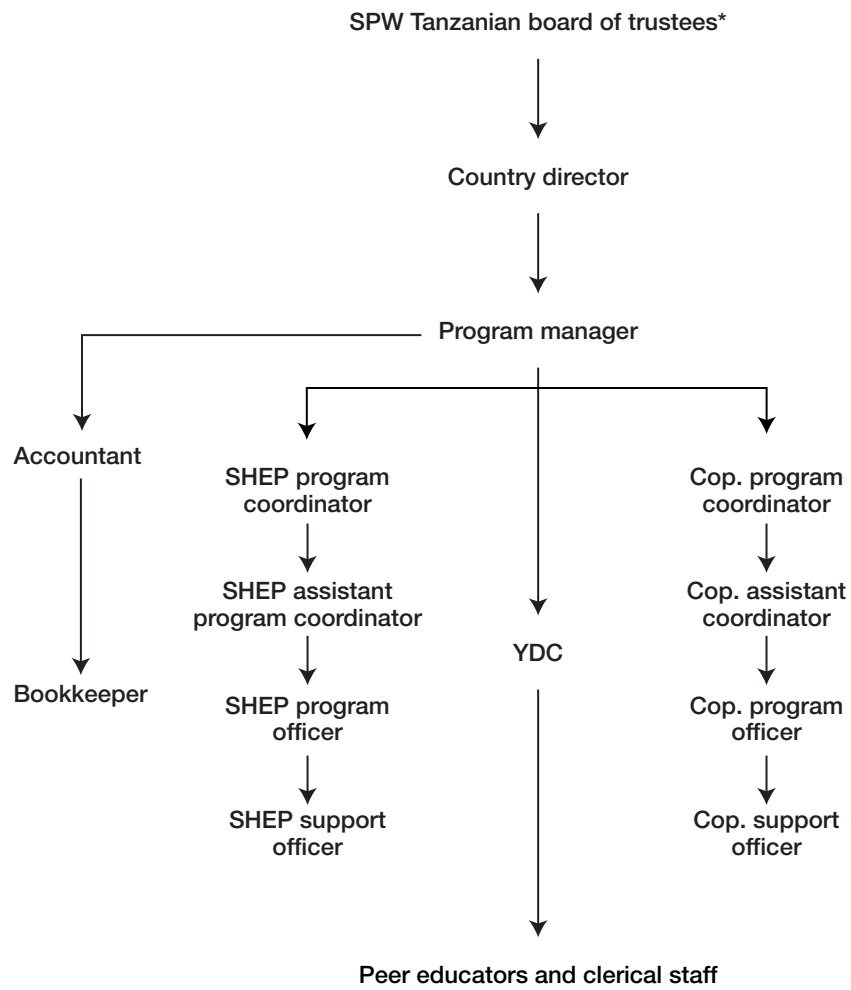 SPW Tanzanian board of trustees*
Country director
Program manager
Accountant
Bookkeeper
SHEP program
coordinator
SHEP assistant
program coordinator
SHEP program
officer
SHEP support
officer
YDC
Cop. program
coordinator
Cop. assistant
coordinator
Cop. program
officer
Cop. support
officer
Peer educators and clerical staff